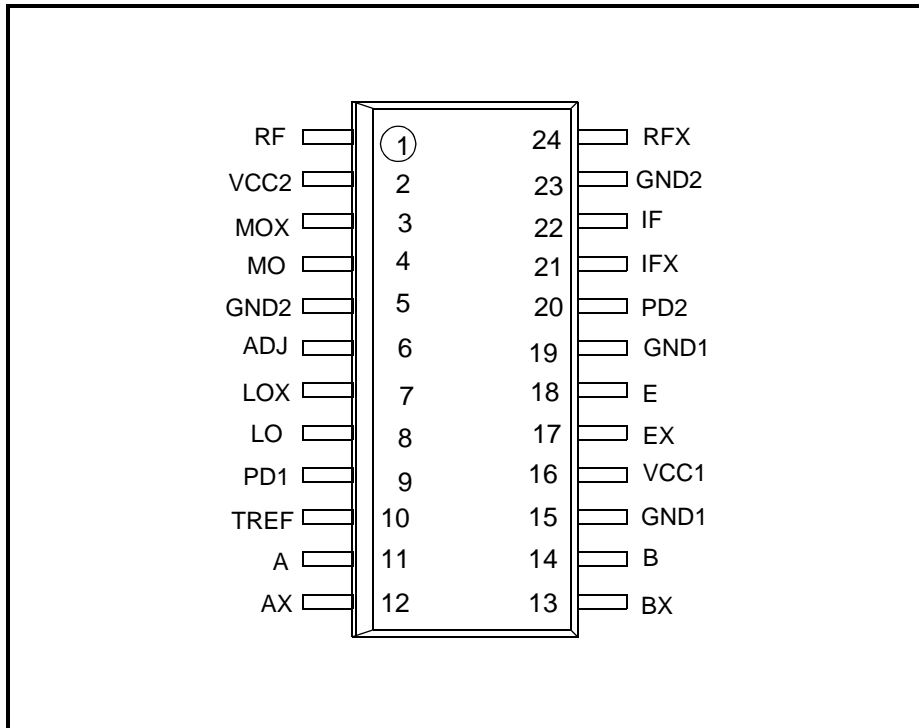 RF 1 24 RFX
VCC2 2 23 GND2
MOX 3 22 IF
MO 4 21 IFX
GND2 5 20 PD2
ADJ 6 19 GND1
LOX 7 18 E
LO 8 17 EX
PD1 9 16 VCC1
TREF 10 15 GND1
A 11 14 B
AX 12 13 BX